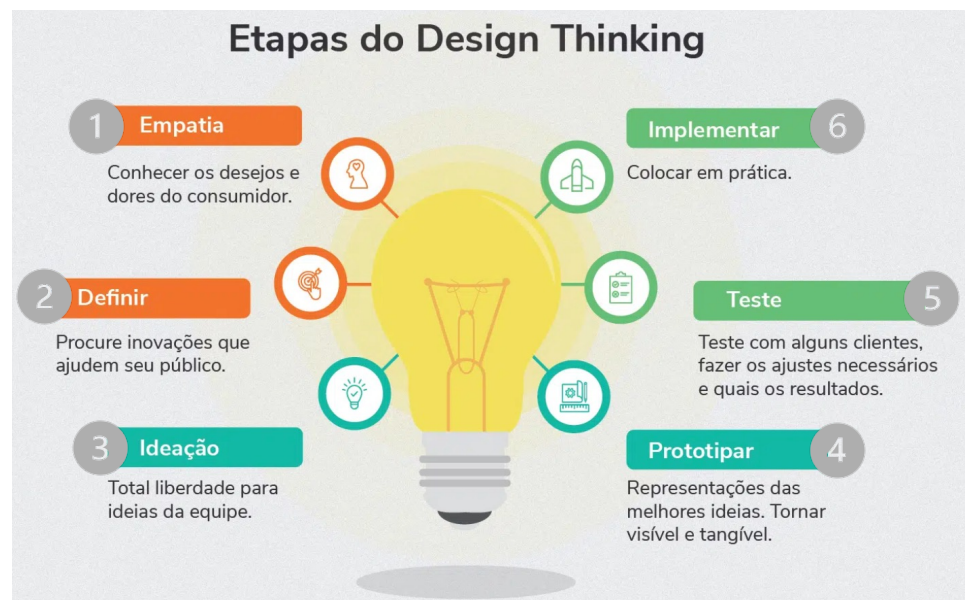 Etapas do Design Thinking
1
Empatia
Conhecer os desejos e
dores do consumidor.
2
Definir
Procure inovações que
ajudem seu público.
3
Ideação
Total liberdade para
ideias da equipe.
Prototipar
4
Representações das
melhores ideias. Tornar
visível e tangível.
Teste
5
Teste com alguns clientes,
fazer os ajustes necessários
e quais os resultados.
Implementar
6
Colocar em prática.